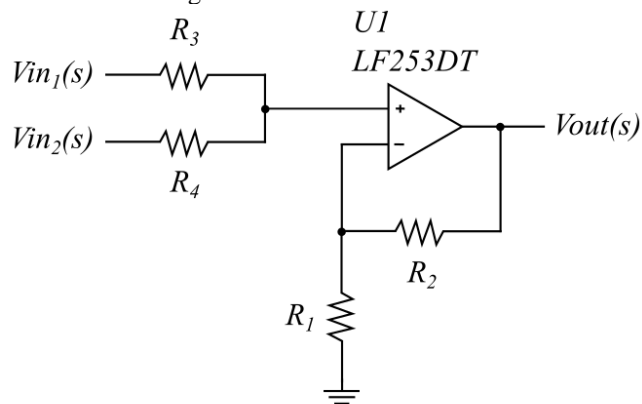 R3
Vin1(s)
Vin2(s)
R4
U1
LF253DT
+
−
Vout(s)
R2
R1